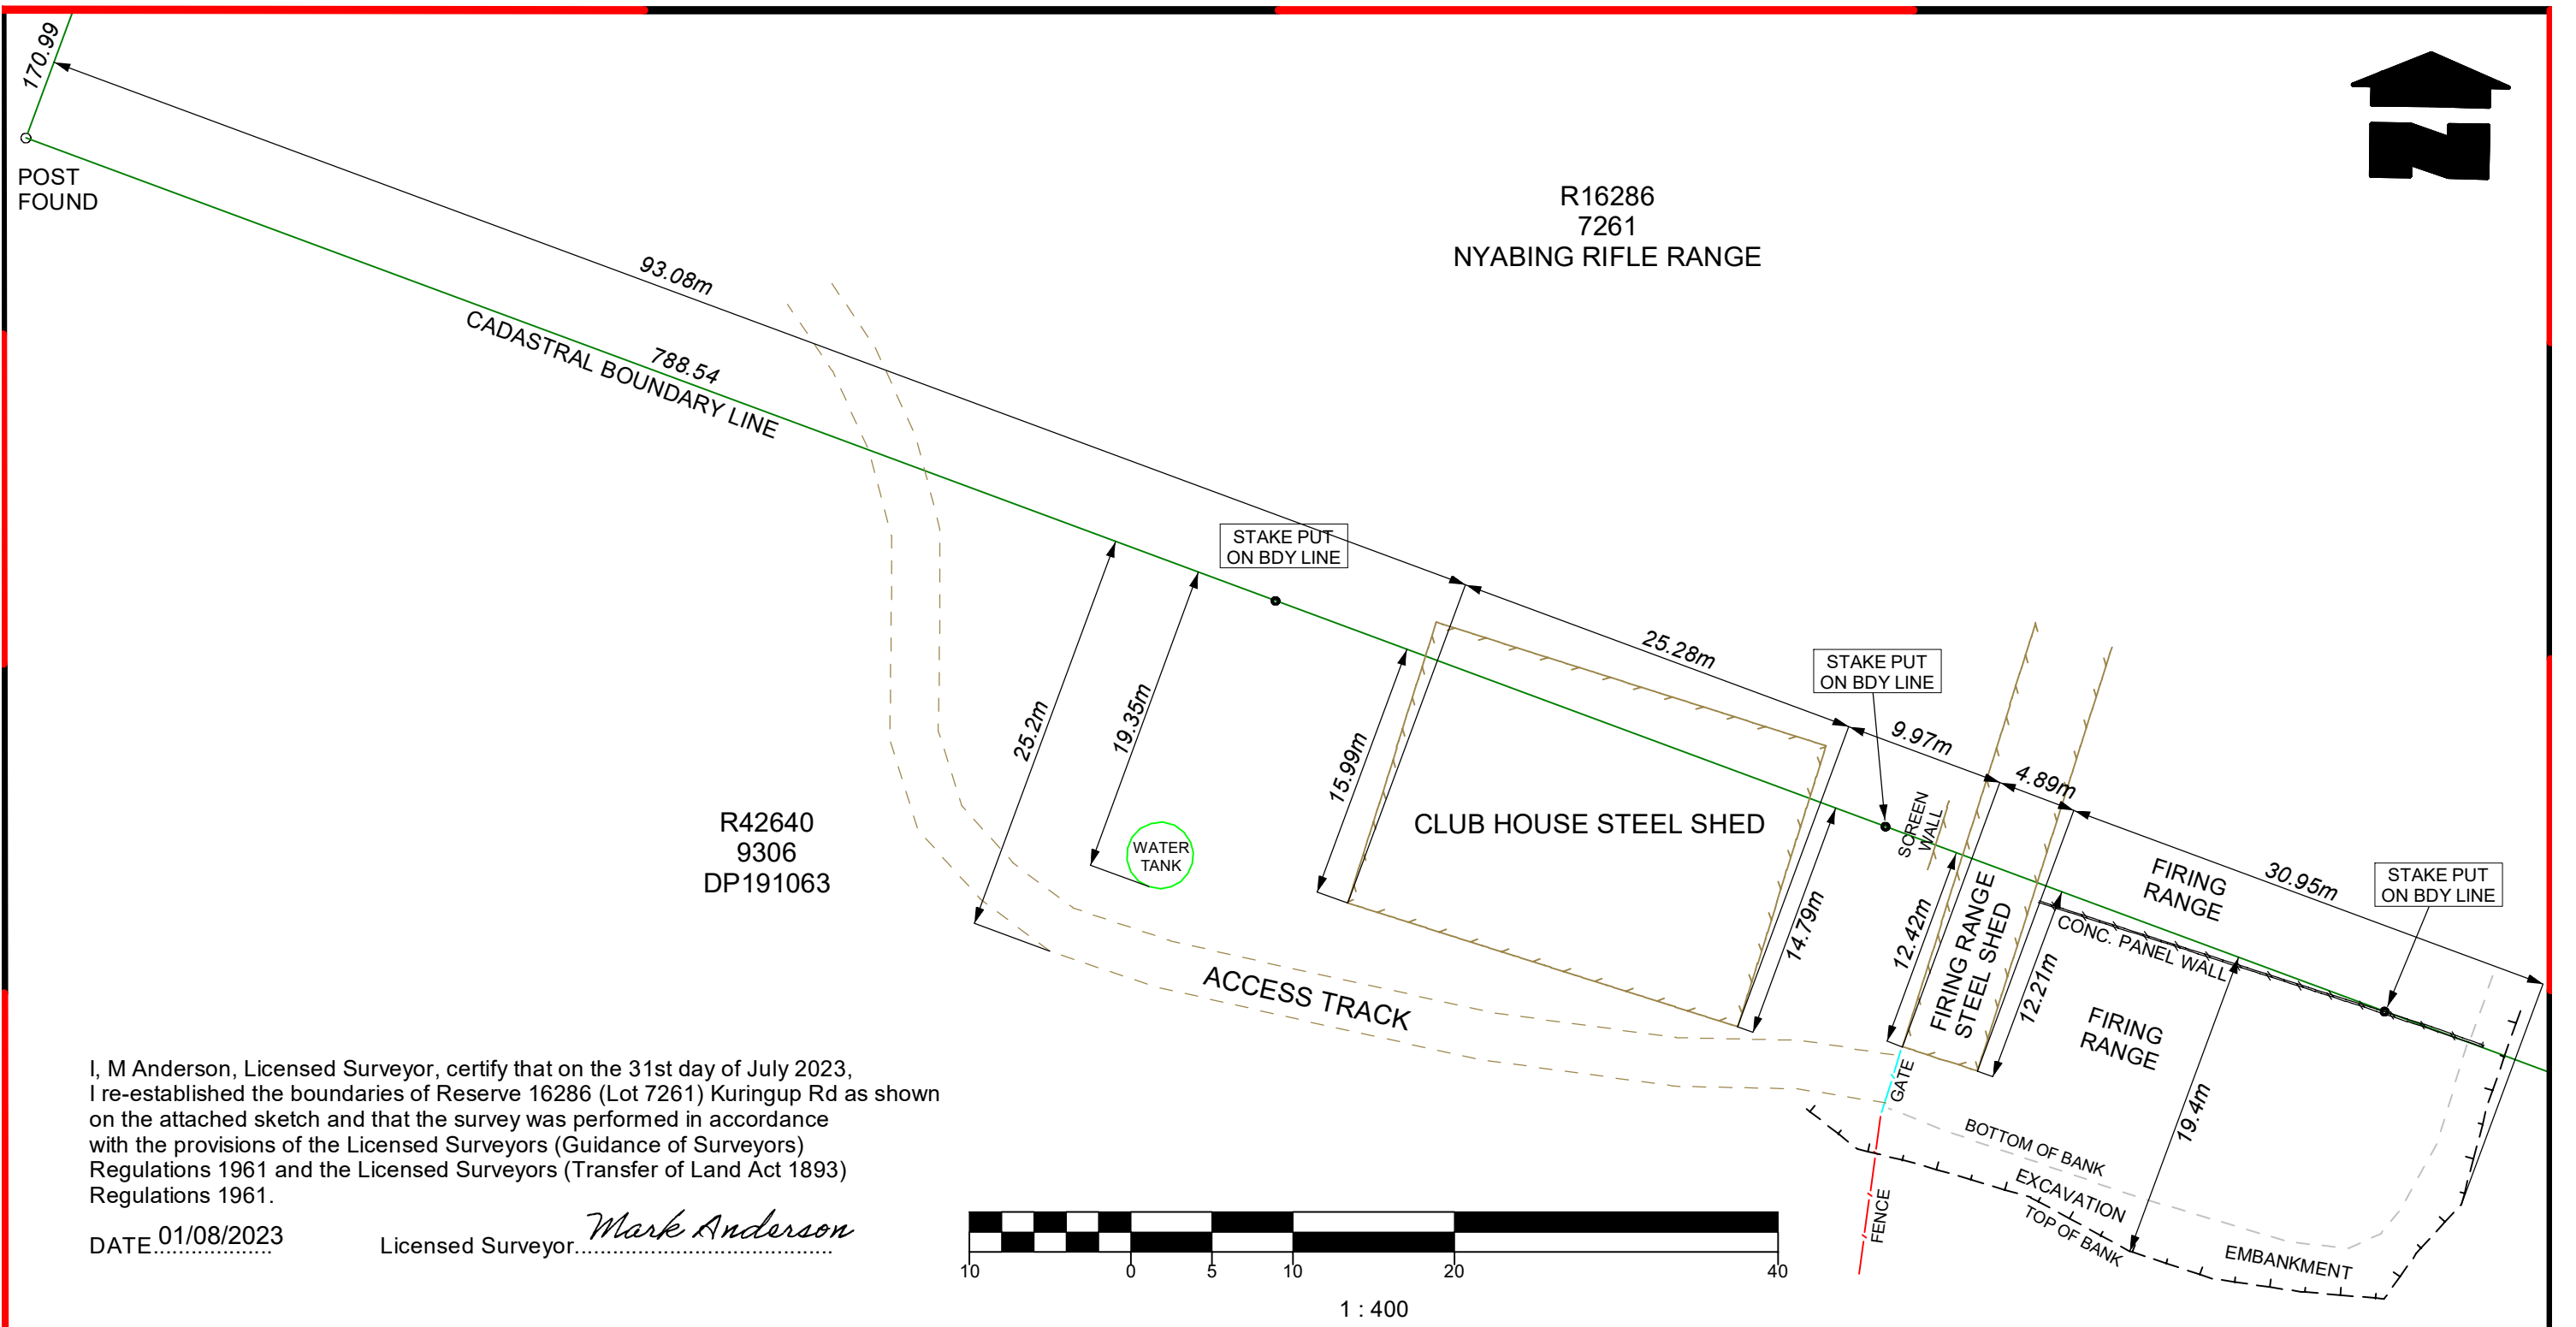 170.99
POST
FOUND
93.08m
788.54
CADASTRAL BOUNDARY LINE
R16286
7261
NYABING RIFLE RANGE
N
STAKE PUT
ON BDY LINE
25.28m
STAKE PUT
ON BDY LINE
9.97m
4.89m
30.95m
STAKE PUT
ON BDY LINE
25.2m
19.35m
15.99m
CLUB HOUSE STEEL SHED
14.79m
SCREEN
WALL
12.42m
FIRING RANGE
STEEL SHED
12.21m
FIRING
RANGE
CONC. PANEL WALL
FIRING
RANGE
19.4m
R42640
9306
DP191063
WATER
TANK
ACCESS TRACK
GATE
FENCE
BOTTOM OF BANK
EXCAVATION
TOP OF BANK
EMBANKMENT
I, M Anderson, Licensed Surveyor, certify that on the 31st day of July 2023,
I re-established the boundaries of Reserve 16286 (Lot 7261) Kuringup Rd as shown
on the attached sketch and that the survey was performed in accordance
with the provisions of the Licensed Surveyors (Guidance of Surveyors)
Regulations 1961 and the Licensed Surveyors (Transfer of Land Act 1893)
Regulations 1961.
DATE 01/08/2023 Licensed Surveyor Mark Anderson
10 0 5 10 20 40
1 : 400